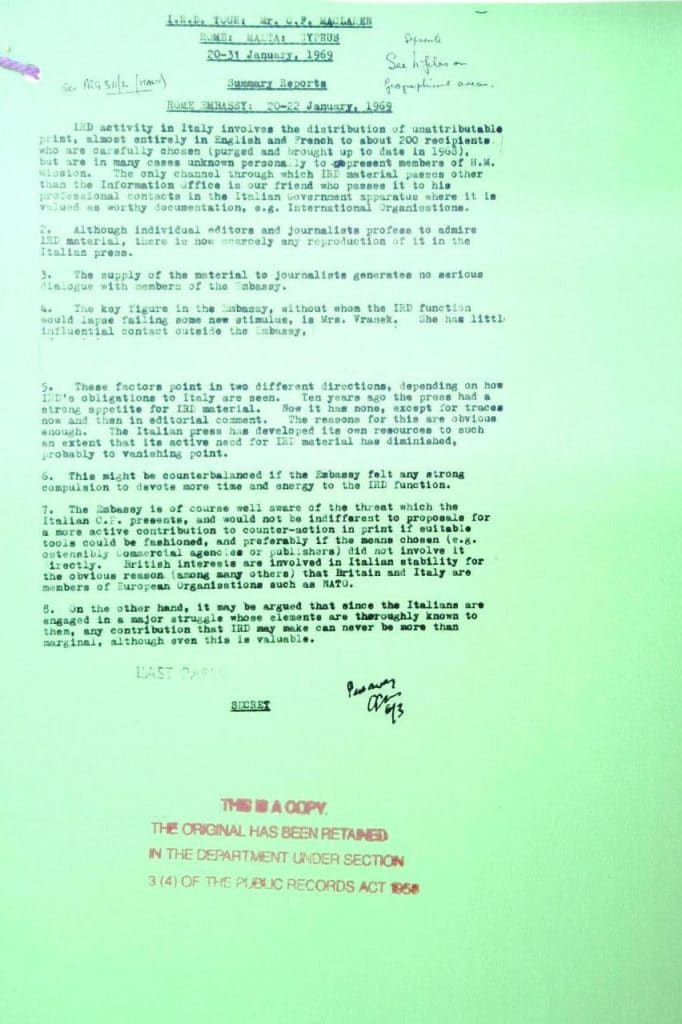 I.R.D. TOUR: Mr. C.F. MACLAREN
ROME: MALTA: CYPRUS
20-31 January, 1969
Separate
See h/files on
geographical areas.
See PRG 511/2 (ITALY)
Summary Reports
ROME EMBASSY: 20-22 January, 1969
IRD activity in Italy involves the distribution of unattributable
print, almost entirely in English and French to about 200 recipients
who are carefully chosen (purged and brought up to date in 1968),
but are in many cases unknown personally to present members of H.M.
Mission. The only channel through which IRD material passes other
than the Information Office is our friend who passes it to his
professional contacts in the Italian Government apparatus where it is
valued as worthy documentation, e.g. International Organisations.
2. Although individual editors and journalists profess to admire
IRD material, there is now scarcely any reproduction of it in the
Italian press.
3. The supply of the material to journalists generates no serious
dialogue with members of the Embassy.
4. The key figure in the Embassy, without whom the IRD function
would lapse failing some new stimulus, is Mrs. Vranek. She has littl
influential contact outside the Embassy,
5. These factors point in two different directions, depending on how
IRD's obligations to Italy are seen. Ten years ago the press had a
strong appetite for IRD material. Now it has none, except for traces
now and then in editorial comment. The reasons for this are obvious
enough. The Italian press has developed its own resources to such
an extent that its active need for IRD material has diminished,
probably to vanishing point.
6. This might be counterbalanced if the Embassy felt any strong
compulsion to devote more time and energy to the IRD function.
7. The Embassy is of course well aware of the threat which the
Italian C.P. presents, and would not be indifferent to proposals for
a more active contribution to counter-action in print if suitable
tools could be fashioned, and preferably if the means chosen (e.g.
ostensibly commercial agencies or publishers) did not involve it
directly. British interests are involved in Italian stability for
the obvious reason (among many others) that Britain and Italy are
members of European Organisations such as NATO.
8. On the other hand, it may be argued that since the Italians are
engaged in a major struggle whose elements are thoroughly known to
them, any contribution that IRD may make can never be more than
marginal, although even this is valuable.
LAST PAPER
SECRET
6/3
THIS IS A COPY.
THE ORIGINAL HAS BEEN RETAINED
IN THE DEPARTMENT UNDER SECTION
3 (4) OF THE PUBLIC RECORDS ACT 1958